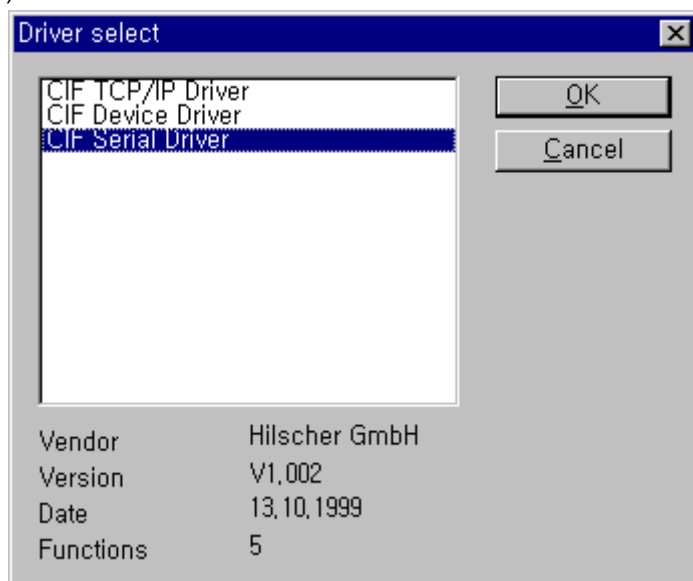 )
Driver select
CIF TCP/IP Driver
CIF Device Driver
CIF Serial Driver
OK
Cancel
Vendor Hilscher GmbH
Version V1,002
Date 13,10,1999
Functions 5